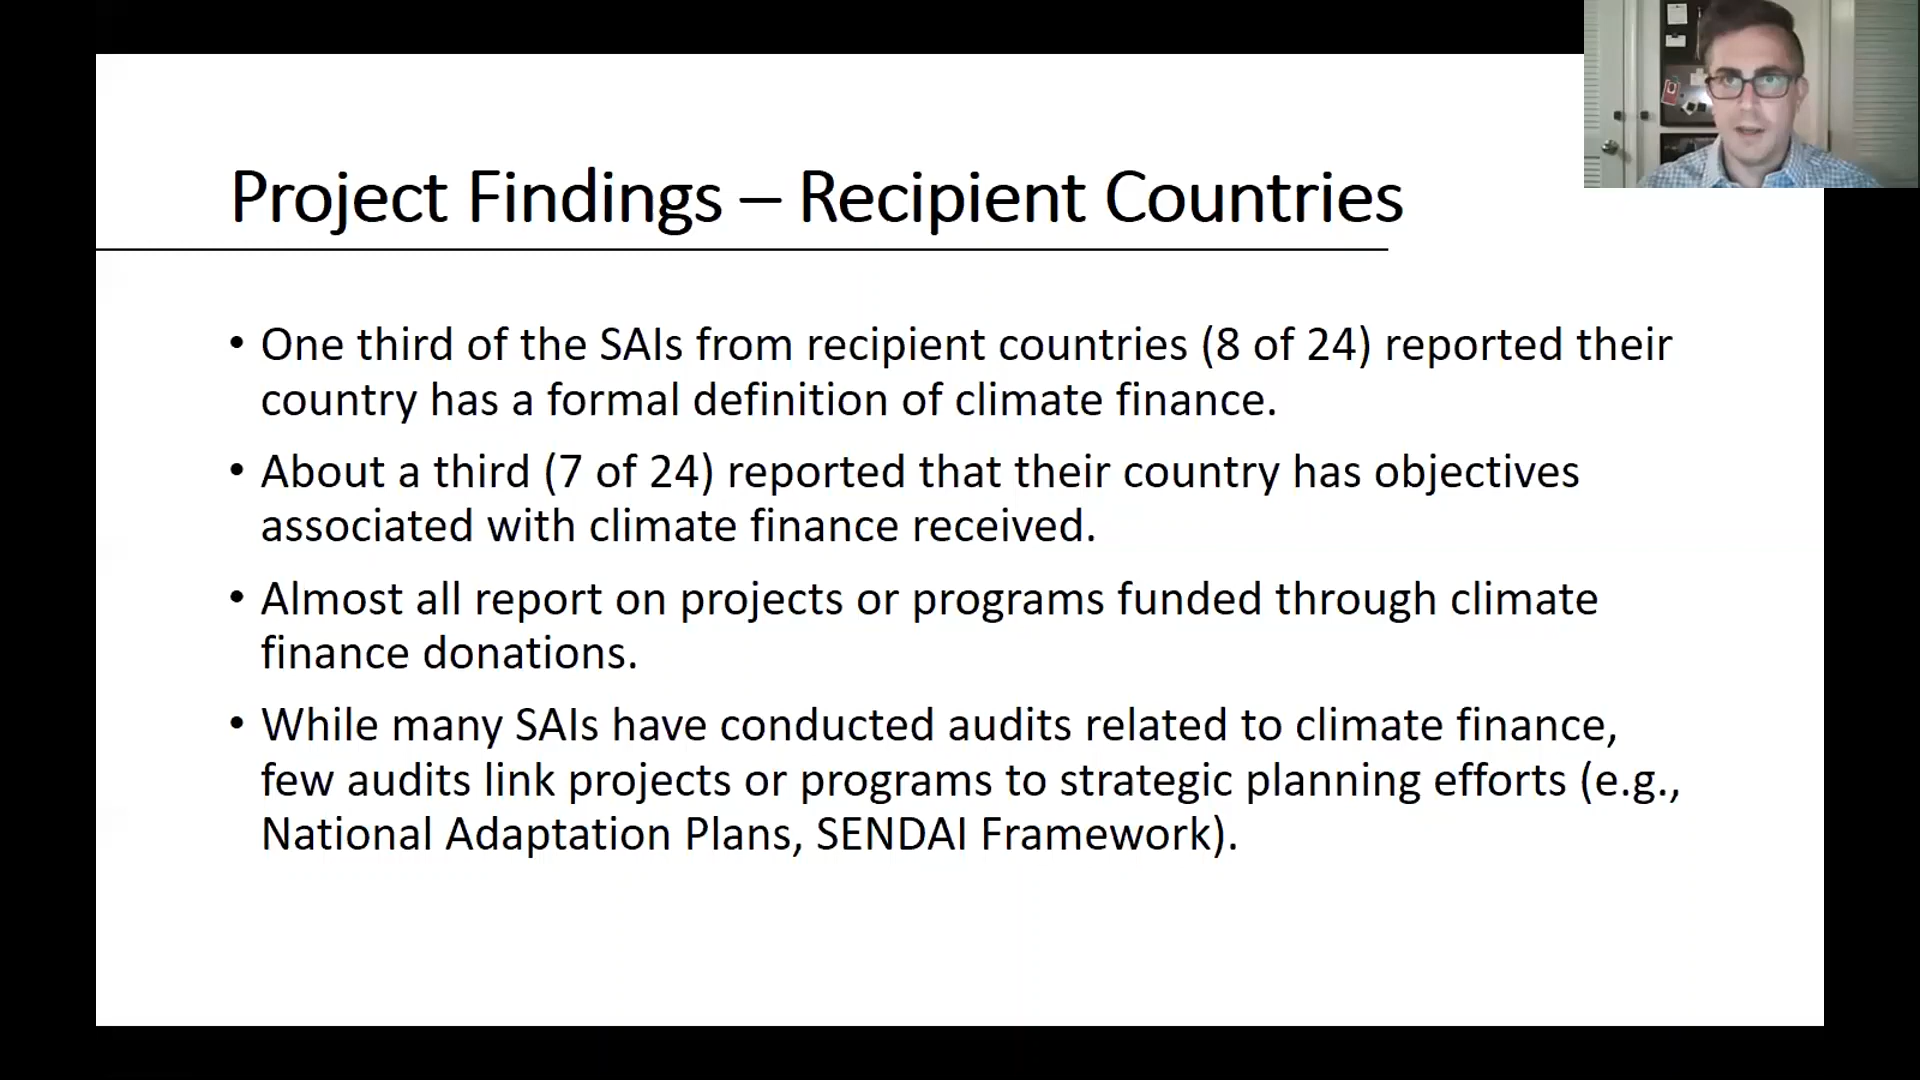 Project Findings – Recipient Countries
• One third of the SAIs from recipient countries (8 of 24) reported their
country has a formal definition of climate finance.
• About a third (7 of 24) reported that their country has objectives
associated with climate finance received.
• Almost all report on projects or programs funded through climate
finance donations.
• While many SAIs have conducted audits related to climate finance,
few audits link projects or programs to strategic planning efforts (e.g.,
National Adaptation Plans, SENDAI Framework).